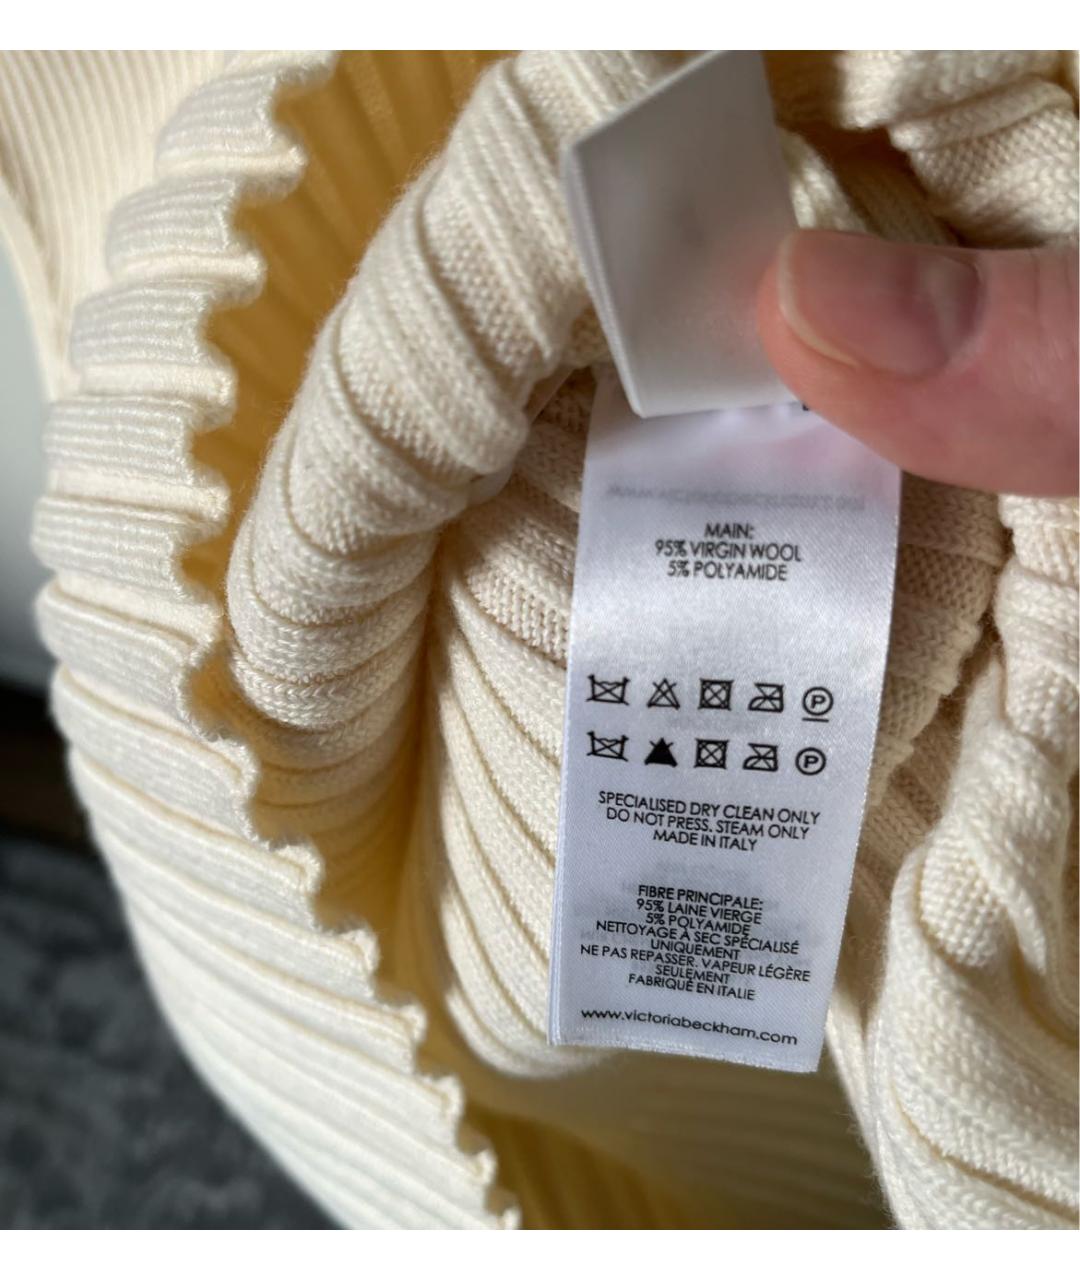 MAIN:
95% VIRGIN WOOL
5% POLYAMIDE
P
P
SPECIALISED DRY CLEAN ONLY
DO NOT PRESS. STEAM ONLY
MADE IN ITALY
FIBRE PRINCIPALE:
95% LAINE VIERGE
5% POLYAMIDE
NETTOYAGE À SEC SPÉCIALISÉ
UNIQUEMENT
NE PAS REPASSER. VAPEUR LÉGÈRE
SEULEMENT
FABRIQUÉ EN ITALIE
www.victoriabeckham.com